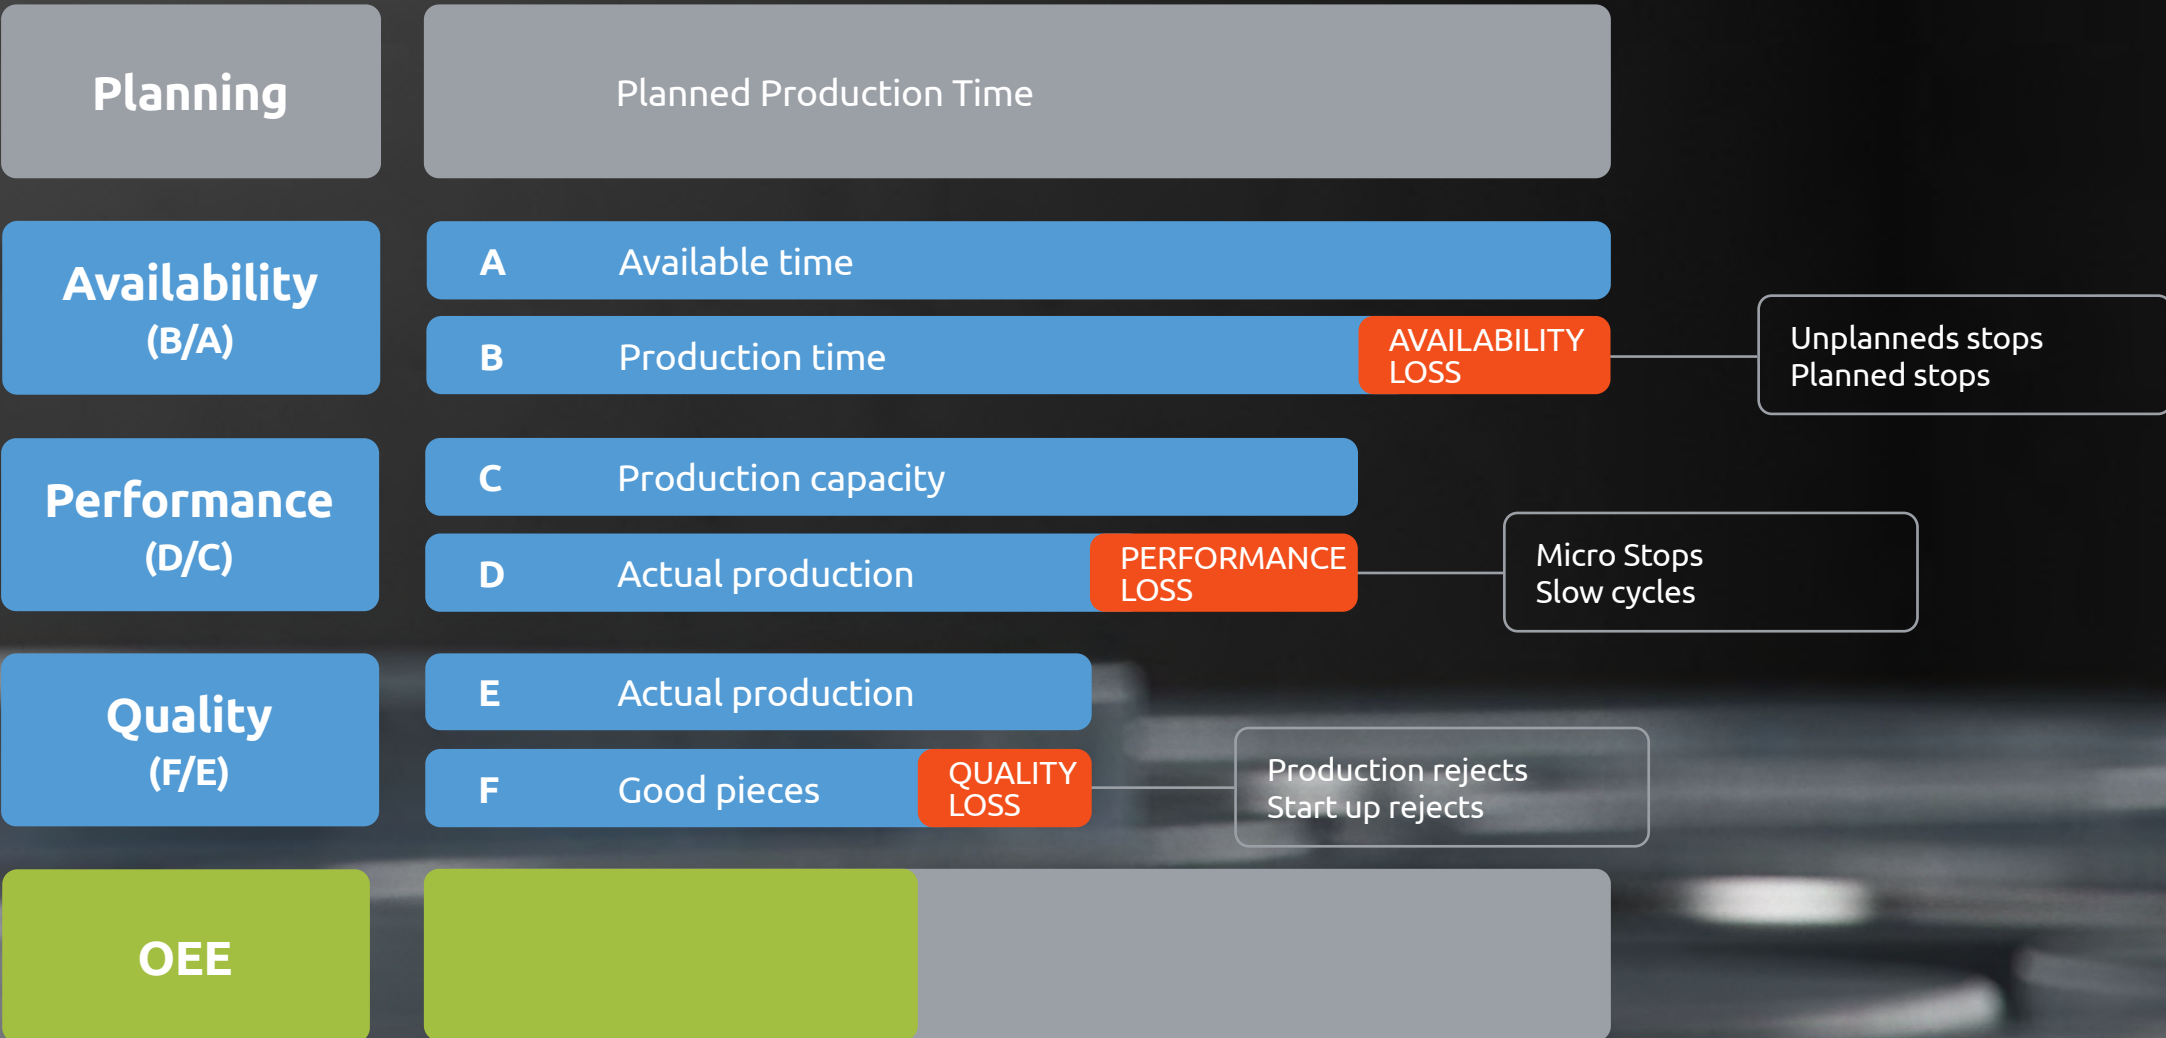 Planning
Planned Production Time
Availability
(B/A)
A Available time
B Production time
AVAILABILITY
LOSS
Unplanneds stops
Planned stops
Performance
(D/C)
C Production capacity
D Actual production
PERFORMANCE
LOSS
Micro Stops
Slow cycles
Quality
(F/E)
E Actual production
F Good pieces
QUALITY
LOSS
Production rejects
Start up rejects
OEE